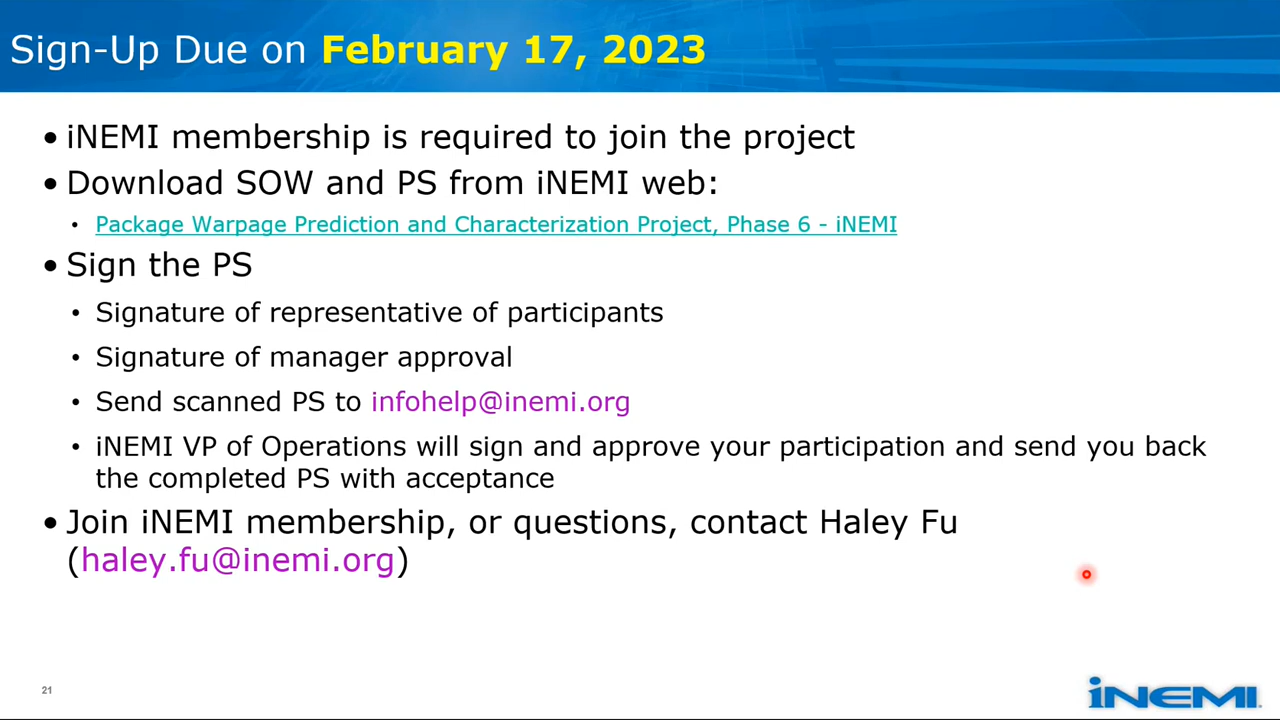 Sign-Up Due on February 17, 2023
• iNEMI membership is required to join the project
• Download SOW and PS from iNEMI web:
• Package Warpage Prediction and Characterization Project, Phase 6 - iNEMI
• Sign the PS
• Signature of representative of participants
• Signature of manager approval
• Send scanned PS to infohelp@inemi.org
• iNEMI VP of Operations will sign and approve your participation and send you back
the completed PS with acceptance
• Join iNEMI membership, or questions, contact Haley Fu
(haley.fu@inemi.org)
21
iNEMI.